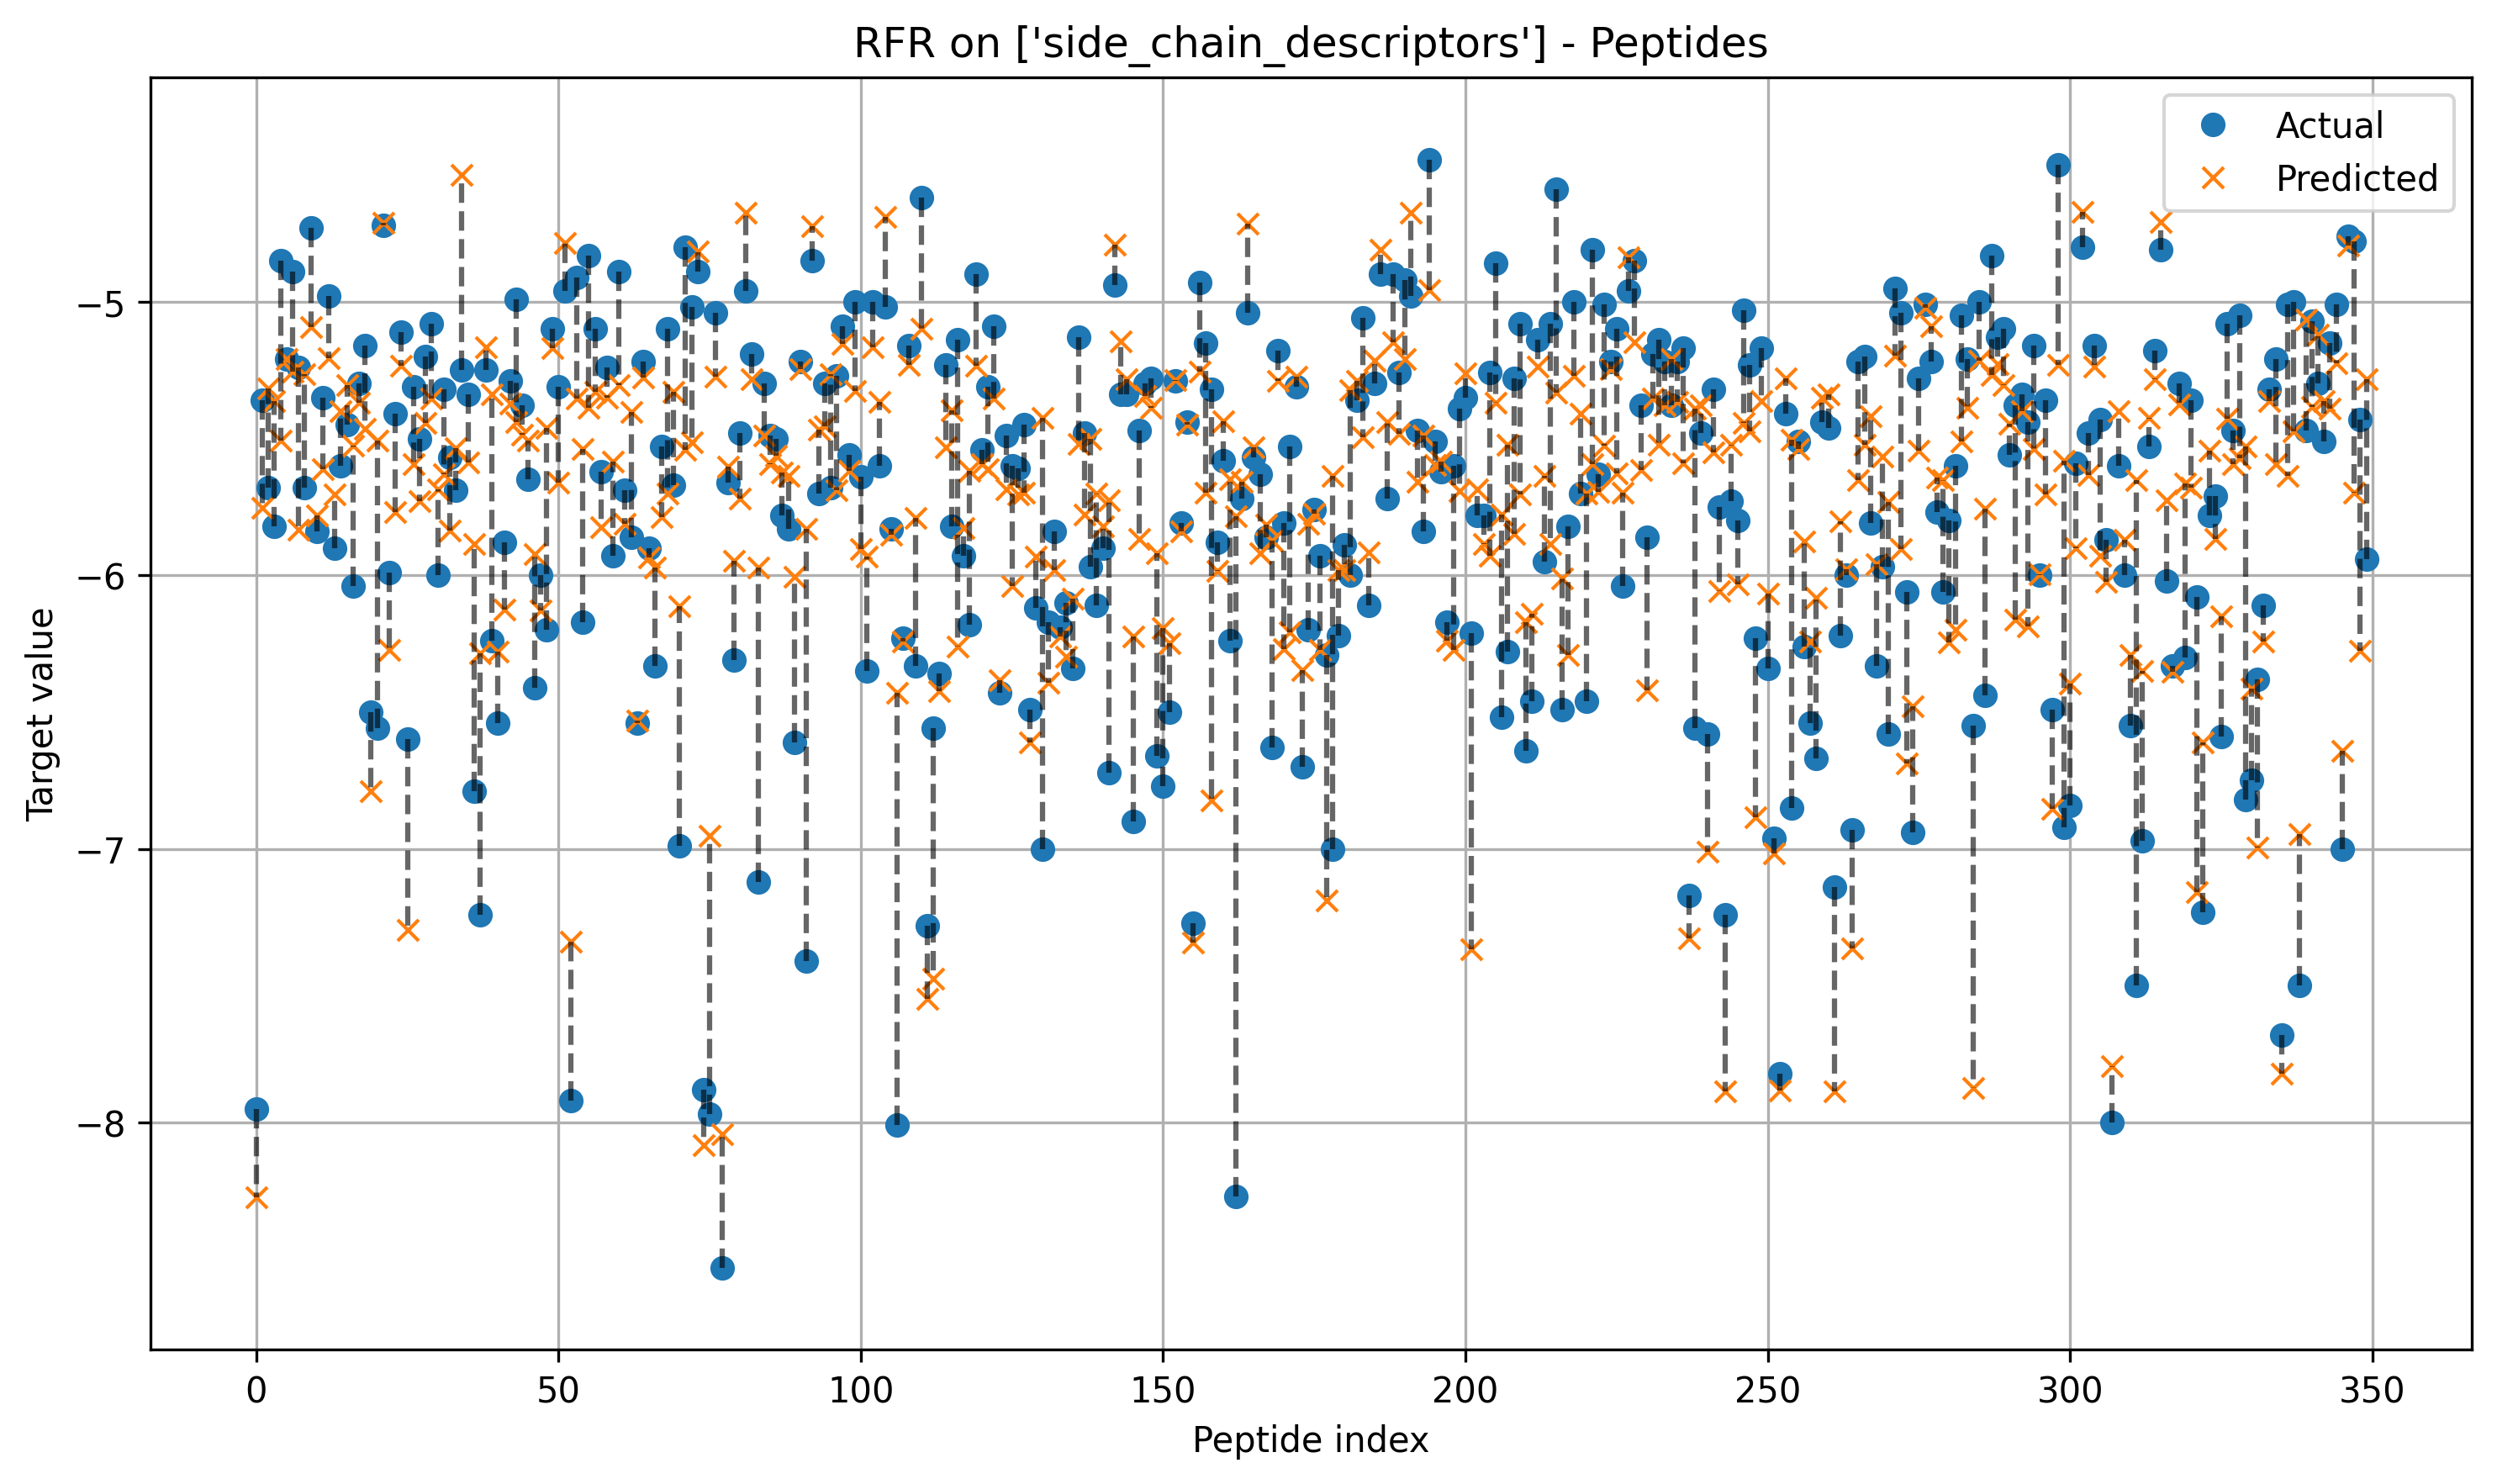 RFR on ['side_chain_descriptors'] - Peptides
Actual
Predicted
Target value
−5
−6
−7
−8
0 50 100 150 200 250 300 350
Peptide index